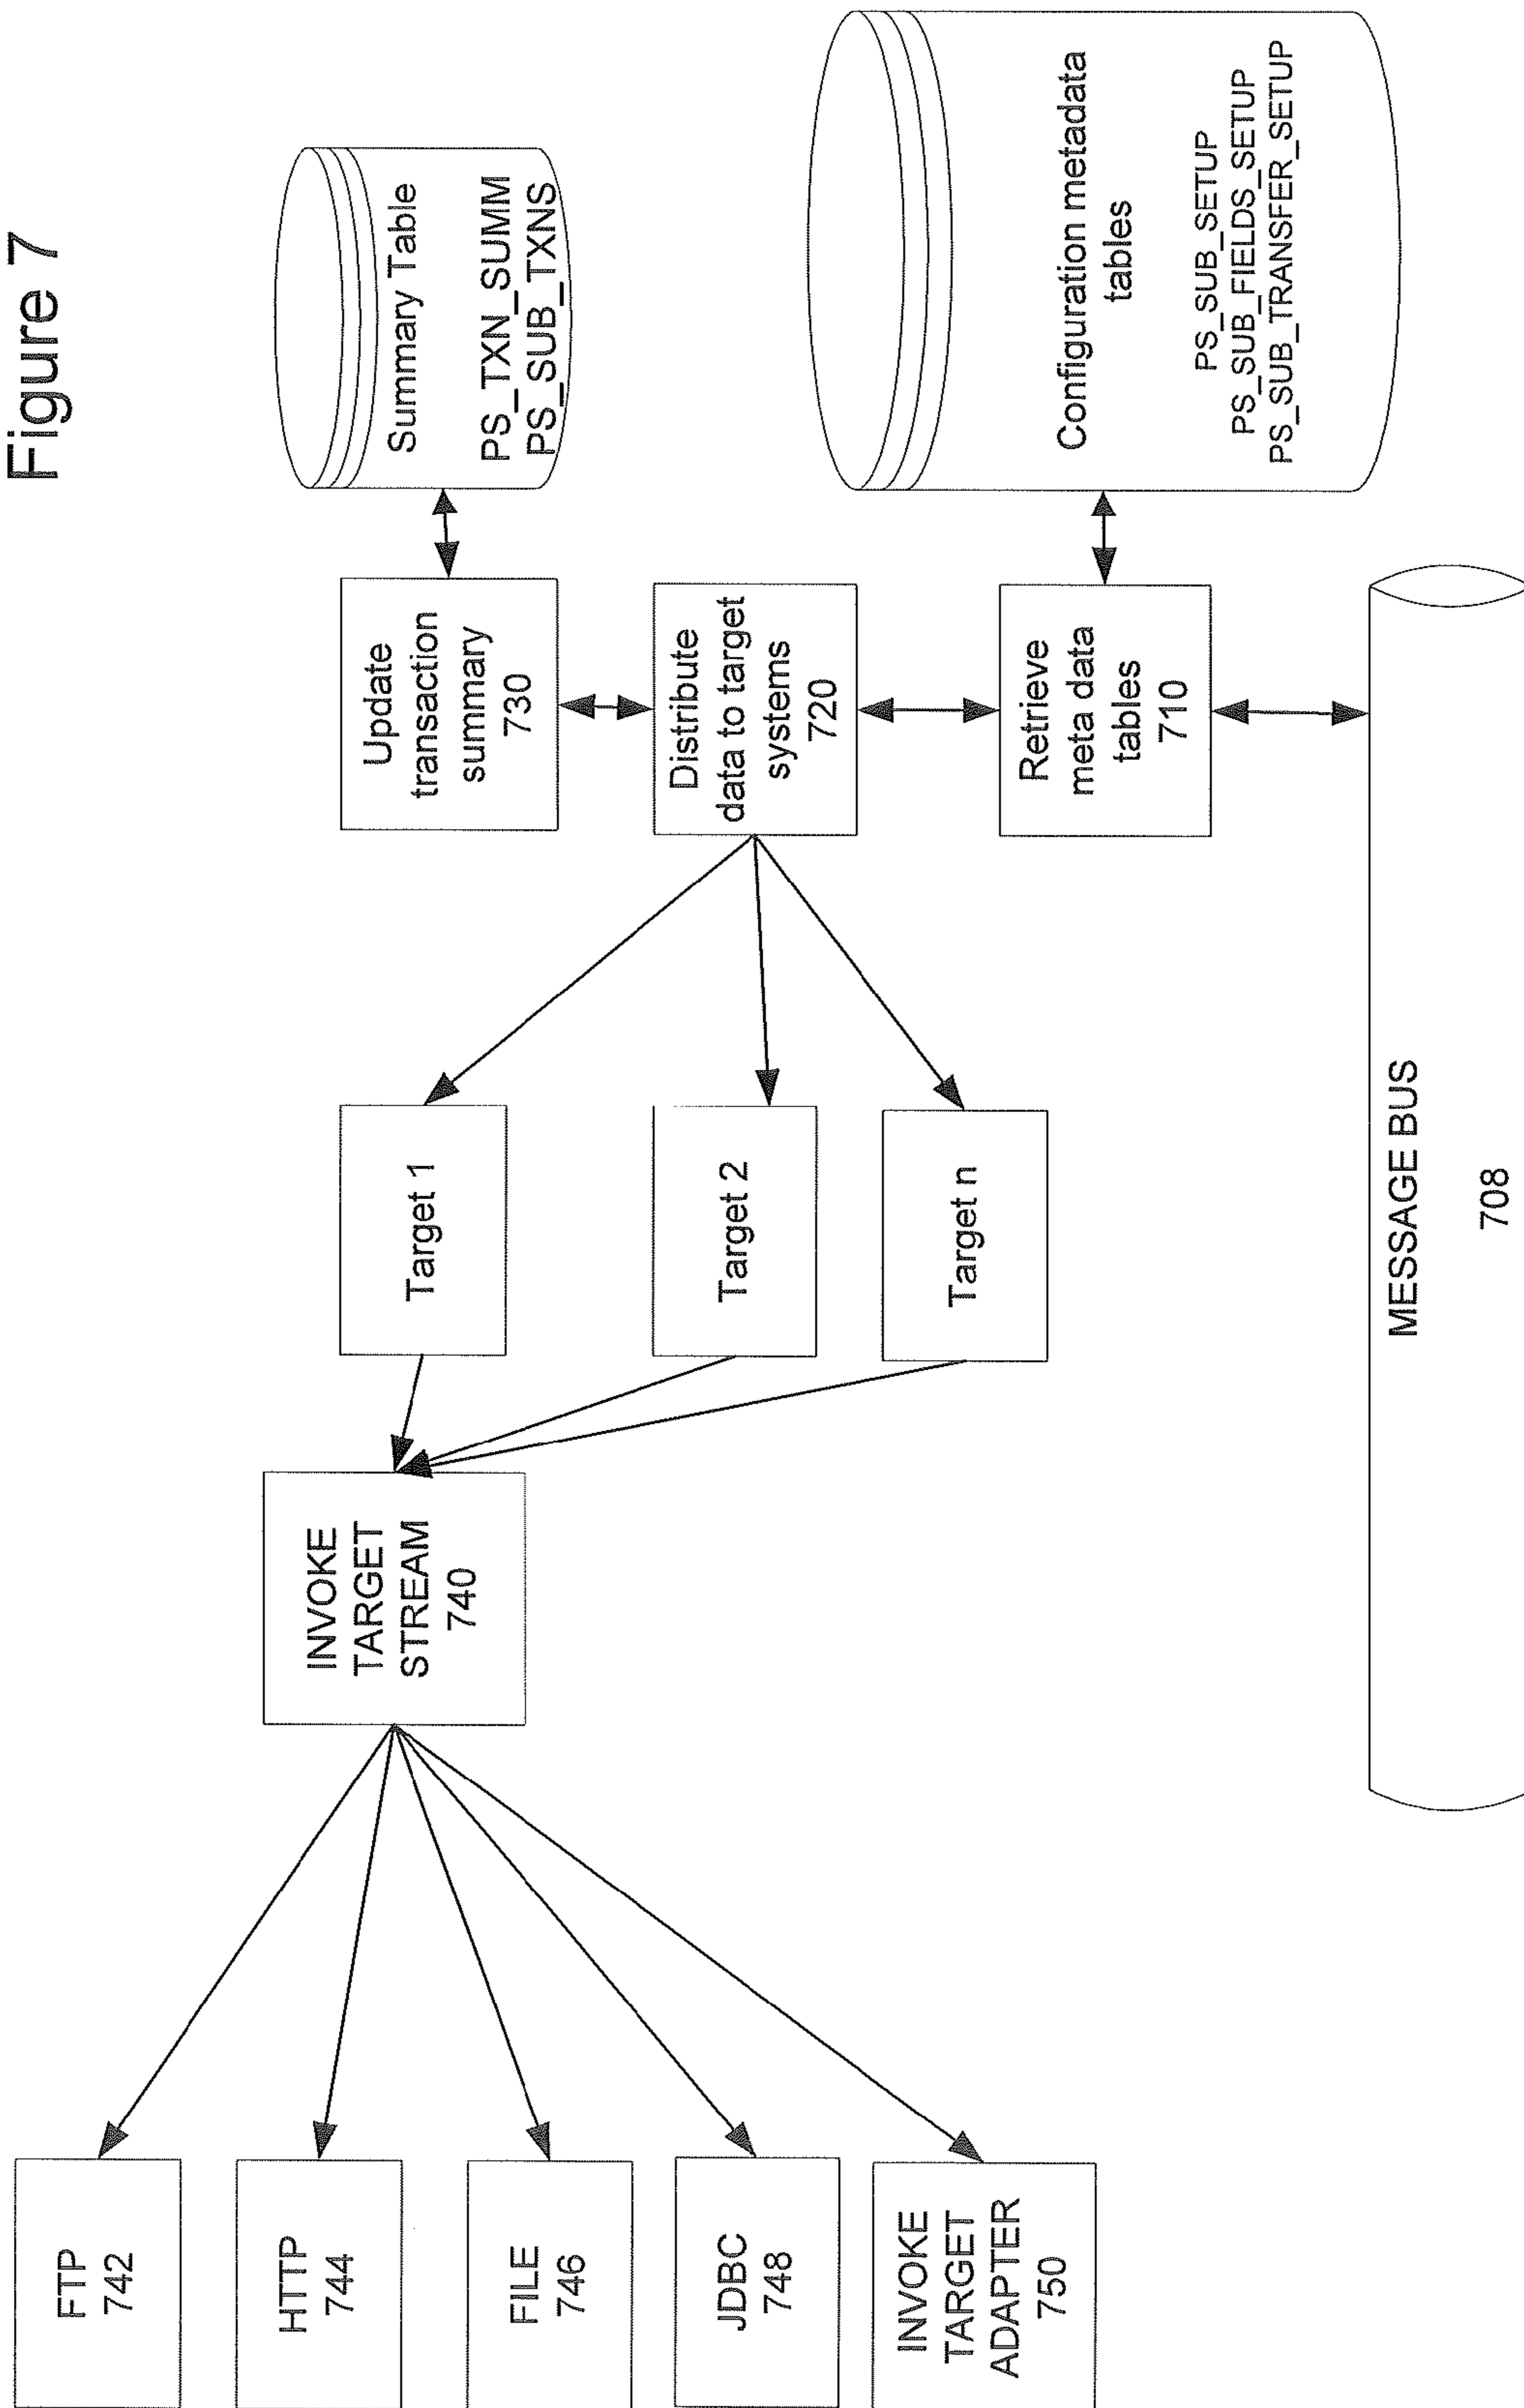 Figure 7
FTP
742
HTTP
744
FILE
746
JDBC
748
INVOKE
TARGET
ADAPTER
750
INVOKE
TARGET
STREAM
740
Target 1
Target 2
Target n
Update
transaction
summary
730
Distribute
data to target
systems
720
Retrieve
meta data
tables
710
Summary Table
PS_TXN_SUMM
PS_SUB_TXNS
Configuration metadata
tables
PS_SUB_SETUP
PS_SUB_FIELDS_SETUP
PS_SUB_TRANSFER_SETUP
MESSAGE BUS
708